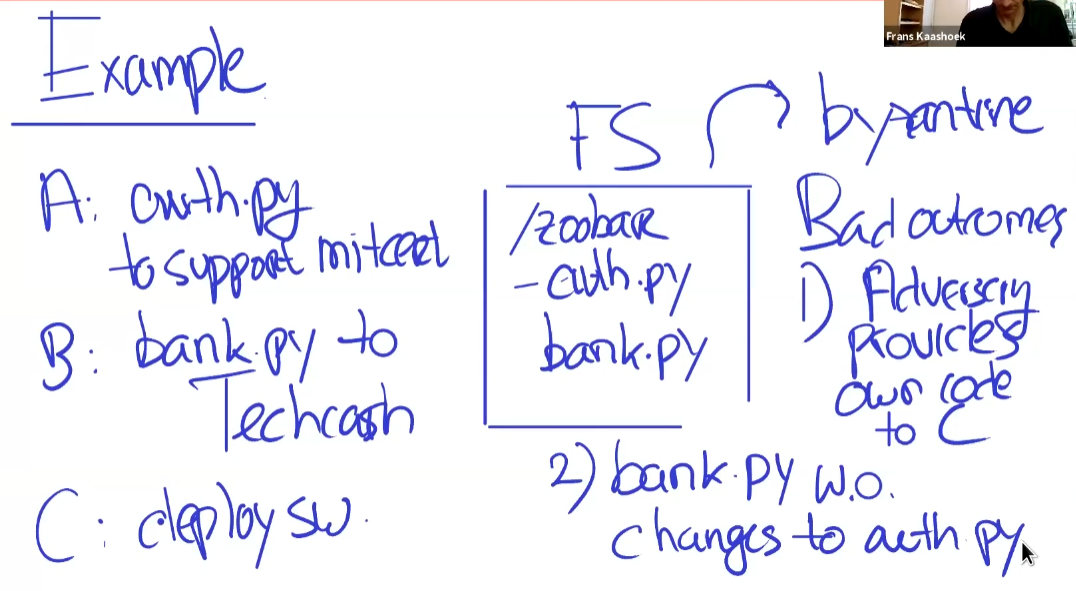 Example
Frans Kaashoek
A: auth.py
to support mitcert
B: bank.py to
Techcash
C: deploy sw.
FS
/zoobar
- auth.py
bank.py
byzantine
Bad outcomes
1) Adversary
provides
own code
to C
2) bank.py w.o.
changes to auth.py